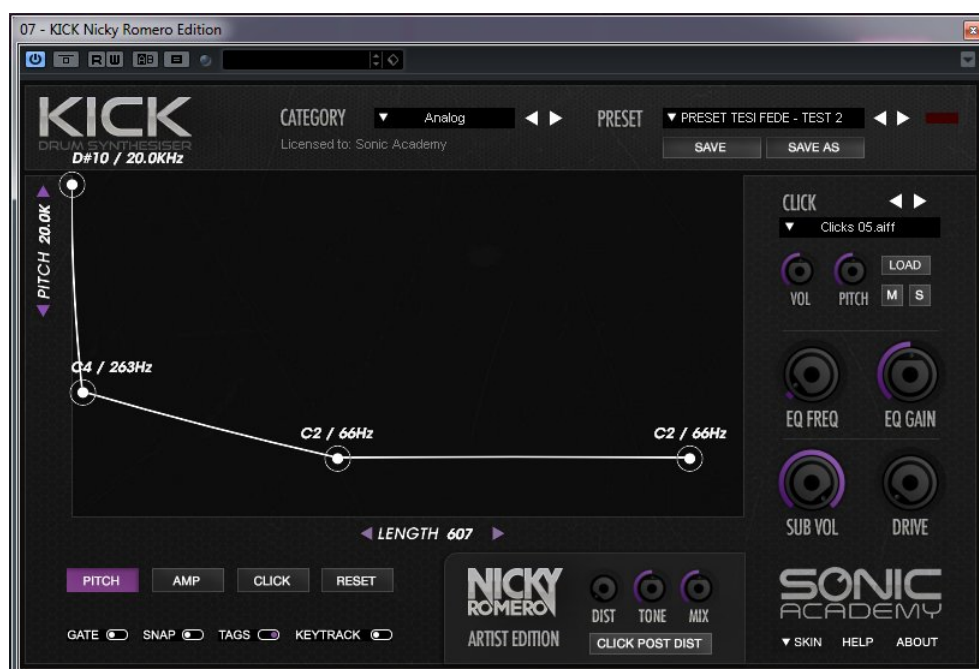 07 - KICK Nicky Romero Edition
R W AB
KICK
DRUM SYNTHESISER
CATEGORY ▼ Analog
Licensed to: Sonic Academy
PRESET ▼ PRESET TESI FEDE - TEST 2
SAVE SAVE AS
D#10 / 20.0KHz
PITCH 20.0K
C4 / 263Hz
C2 / 66Hz
C2 / 66Hz
LENGTH 607
CLICK
▼ Clicks 05.aiff
LOAD
VOL PITCH M S
EQ FREQ EQ GAIN
SUB VOL DRIVE
PITCH AMP CLICK RESET
GATE SNAP TAGS KEYTRACK
NICKY
ROMERO
ARTIST EDITION
DIST TONE MIX
CLICK POST DIST
SONIC
ACADEMY
▼ SKIN HELP ABOUT